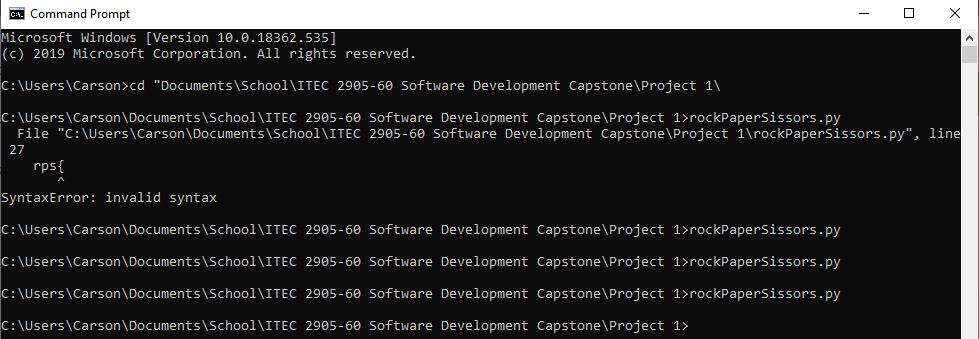 Command Prompt
Microsoft Windows [Version 10.0.18362.535]
(c) 2019 Microsoft Corporation. All rights reserved.
C:\Users\Carson>cd "Documents\School\ITEC 2905-60 Software Development Capstone\Project 1\
C:\Users\Carson\Documents\School\ITEC 2905-60 Software Development Capstone\Project 1>rockPaperSissors.py
  File "C:\Users\Carson\Documents\School\ITEC 2905-60 Software Development Capstone\Project 1\rockPaperSissors.py", line
 27
    rps{
       ^
SyntaxError: invalid syntax
C:\Users\Carson\Documents\School\ITEC 2905-60 Software Development Capstone\Project 1>rockPaperSissors.py
C:\Users\Carson\Documents\School\ITEC 2905-60 Software Development Capstone\Project 1>rockPaperSissors.py
C:\Users\Carson\Documents\School\ITEC 2905-60 Software Development Capstone\Project 1>rockPaperSissors.py
C:\Users\Carson\Documents\School\ITEC 2905-60 Software Development Capstone\Project 1>